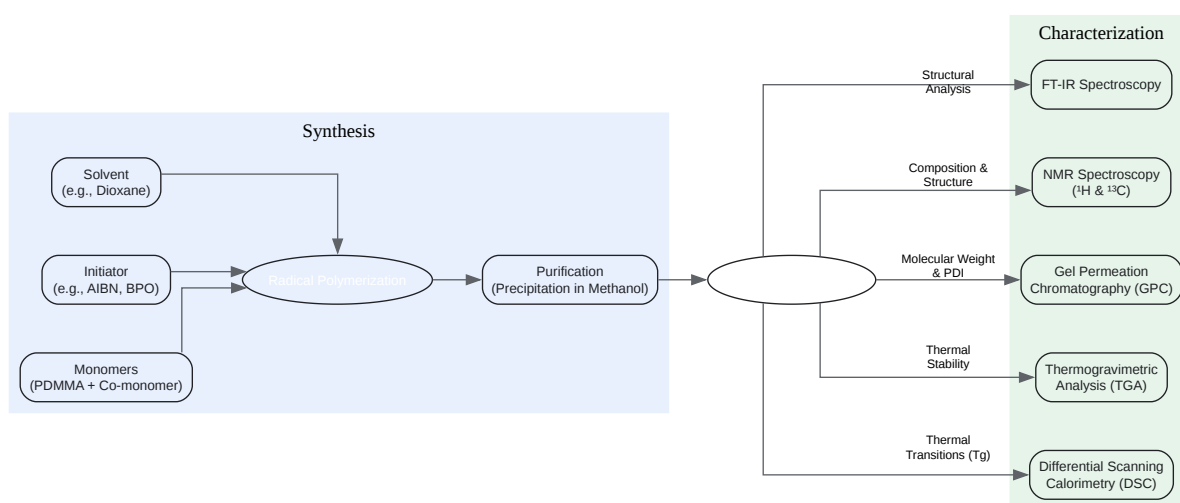 Characterization
Structural
Analysis
FT-IR Spectroscopy
Synthesis
Solvent
(e.g., Dioxane)
Composition &
Structure
NMR Spectroscopy
(¹H & ¹³C)
Initiator
(e.g., AIBN, BPO)
Radical Polymerization
Purification
(Precipitation in Methanol)
Molecular Weight
& PDI
Gel Permeation
Chromatography (GPC)
Monomers
(PDMMA + Co-monomer)
Thermal
Stability
Thermogravimetric
Analysis (TGA)
Thermal
Transitions (Tg)
Differential Scanning
Calorimetry (DSC)